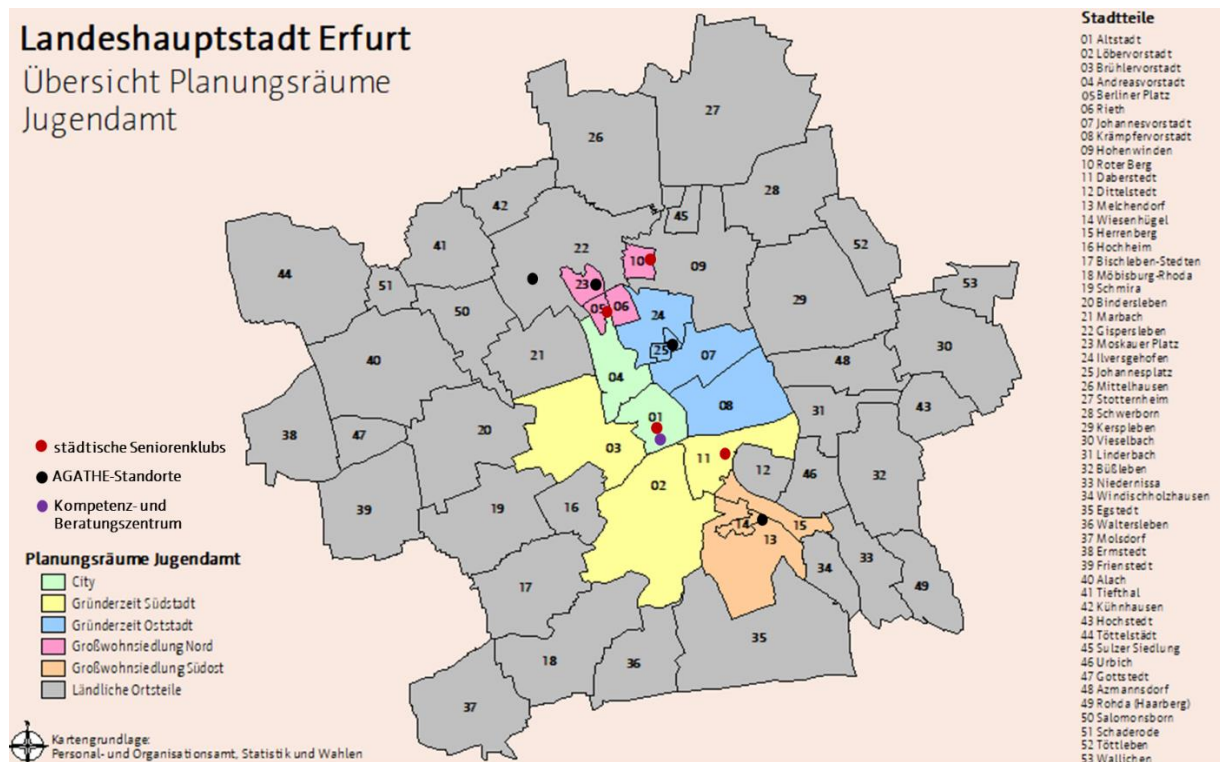 Landeshauptstadt Erfurt
Übersicht Planungsräume
Jugendamt
städtische Seniorenklubs
AGATHE-Standorte
Kompetenz- und
Beratungszentrum
Planungsräume Jugendamt
City
Gründerzeit Südstadt
Gründerzeit Oststadt
Großwohnsiedlung Nord
Großwohnsiedlung Südost
Ländliche Ortsteile
Kartengrundlage:
Personal- und Organisationsamt, Statistik und Wahlen
27
26
28
42
45
41
22
52
44
10
09
51
23
53
50
05
06
24
29
21
25
07
30
40
48
04
08
43
01
31
20
03
11
38
47
12
46
32
02
39
19
16
14
15
13
34
33
17
49
35
18
36
37
Stadtteile
01 Altstadt
02 Löbervorstadt
03 Brühlervorstadt
04 Andreasvorstadt
05 Berliner Platz
06 Rieth
07 Johannesvorstadt
08 Krämpfervorstadt
09 Hohenwinden
10 Roter Berg
11 Daberstedt
12 Dittelstedt
13 Melchendorf
14 Wiesenhügel
15 Herrenberg
16 Hochheim
17 Bischleben-Stedten
18 Möbisburg-Rhoda
19 Schmira
20 Bindersleben
21 Marbach
22 Gispersleben
23 Moskauer Platz
24 Ilversgehofen
25 Johannesplatz
26 Mittelhausen
27 Stotternheim
28 Schwerborn
29 Kerspleben
30 Vieselbach
31 Linderbach
32 Büßleben
33 Niedernissa
34 Windischholzhausen
35 Egstedt
36 Waltersleben
37 Molsdorf
38 Ermstedt
39 Frienstedt
40 Alach
41 Tiefthal
42 Kühnhausen
43 Hochstedt
44 Töttelstädt
45 Sulzer Siedlung
46 Urbich
47 Gottstedt
48 Azmannsdorf
49 Rohda (Haarberg)
50 Salomonsborn
51 Schaderode
52 Töttleben
53 Wallichen